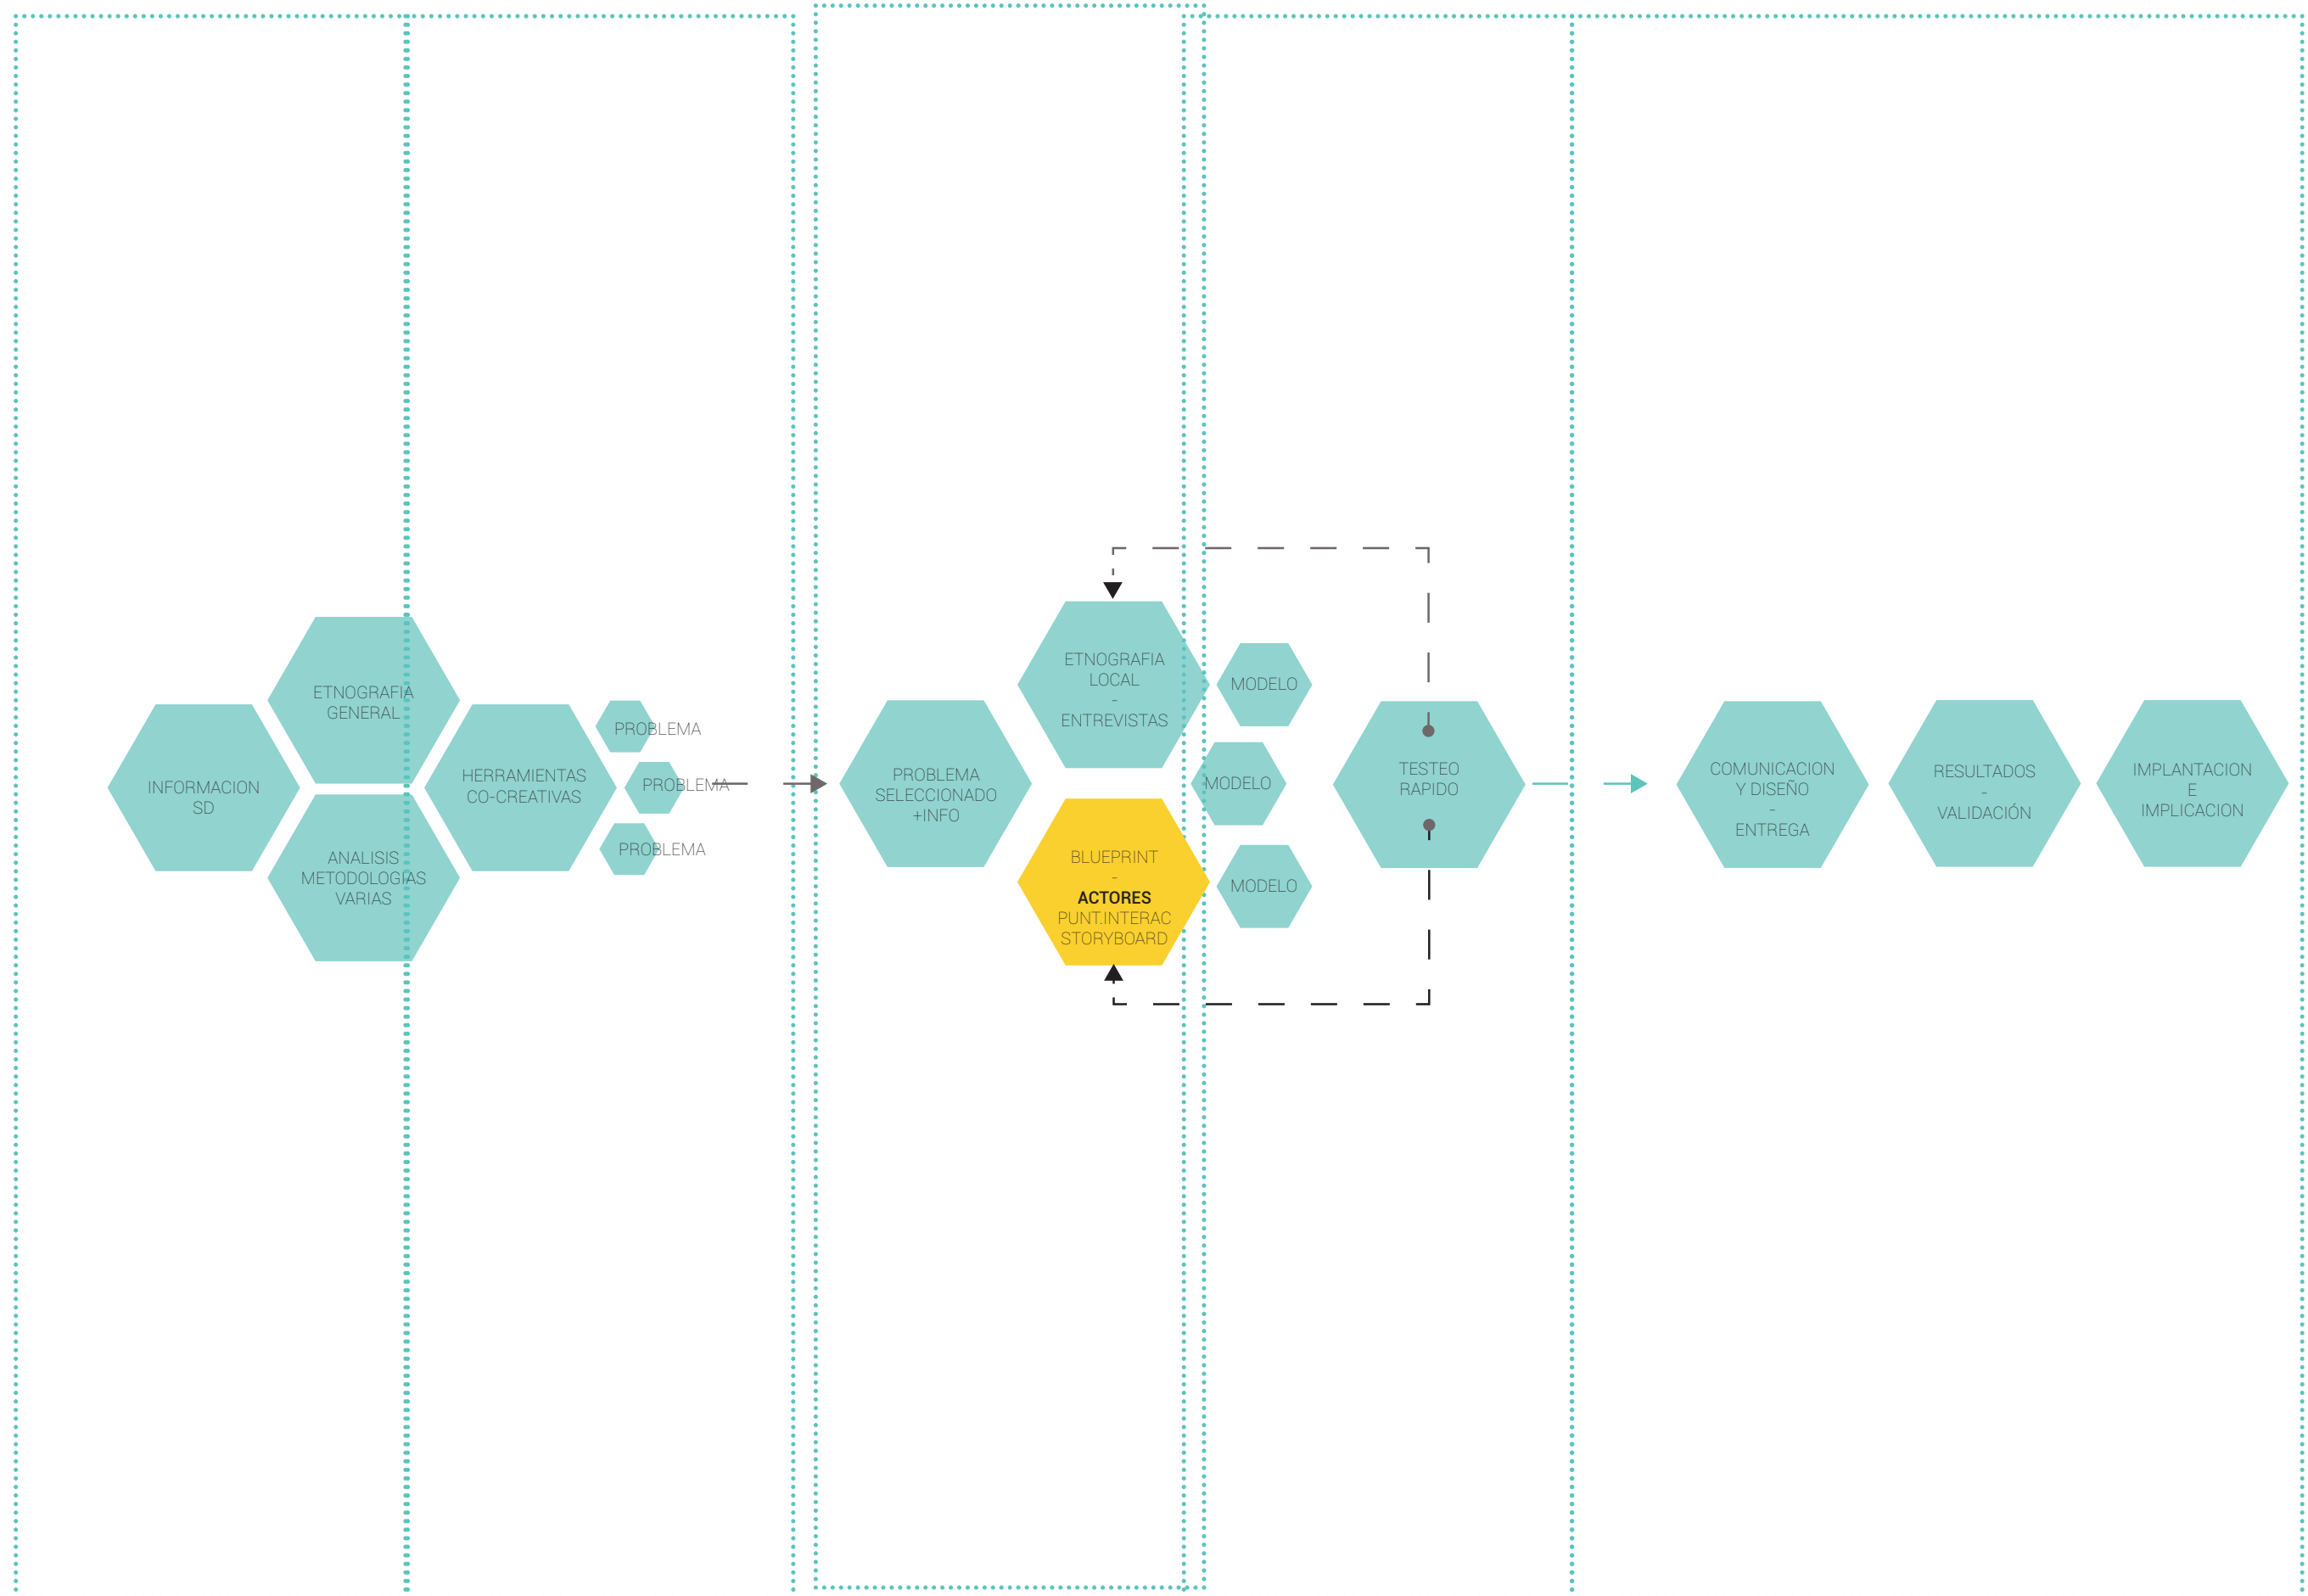 INFORMACION
SD
ETNOGRAFIA
GENERAL
ANALISIS
METODOLOGIAS
VARIAS
HERRAMIENTAS
CO-CREATIVAS
PROBLEMA
PROBLEMA
PROBLEMA
PROBLEMA
SELECCIONADO
+INFO
ETNOGRAFIA
LOCAL
-
ENTREVISTAS
BLUEPRINT
-
ACTORES
PUNT.INTERAC
STORYBOARD
MODELO
MODELO
MODELO
TESTEO
RAPIDO
COMUNICACION
Y DISEÑO
-
ENTREGA
RESULTADOS
-
VALIDACIÓN
IMPLANTACION
E
IMPLICACION